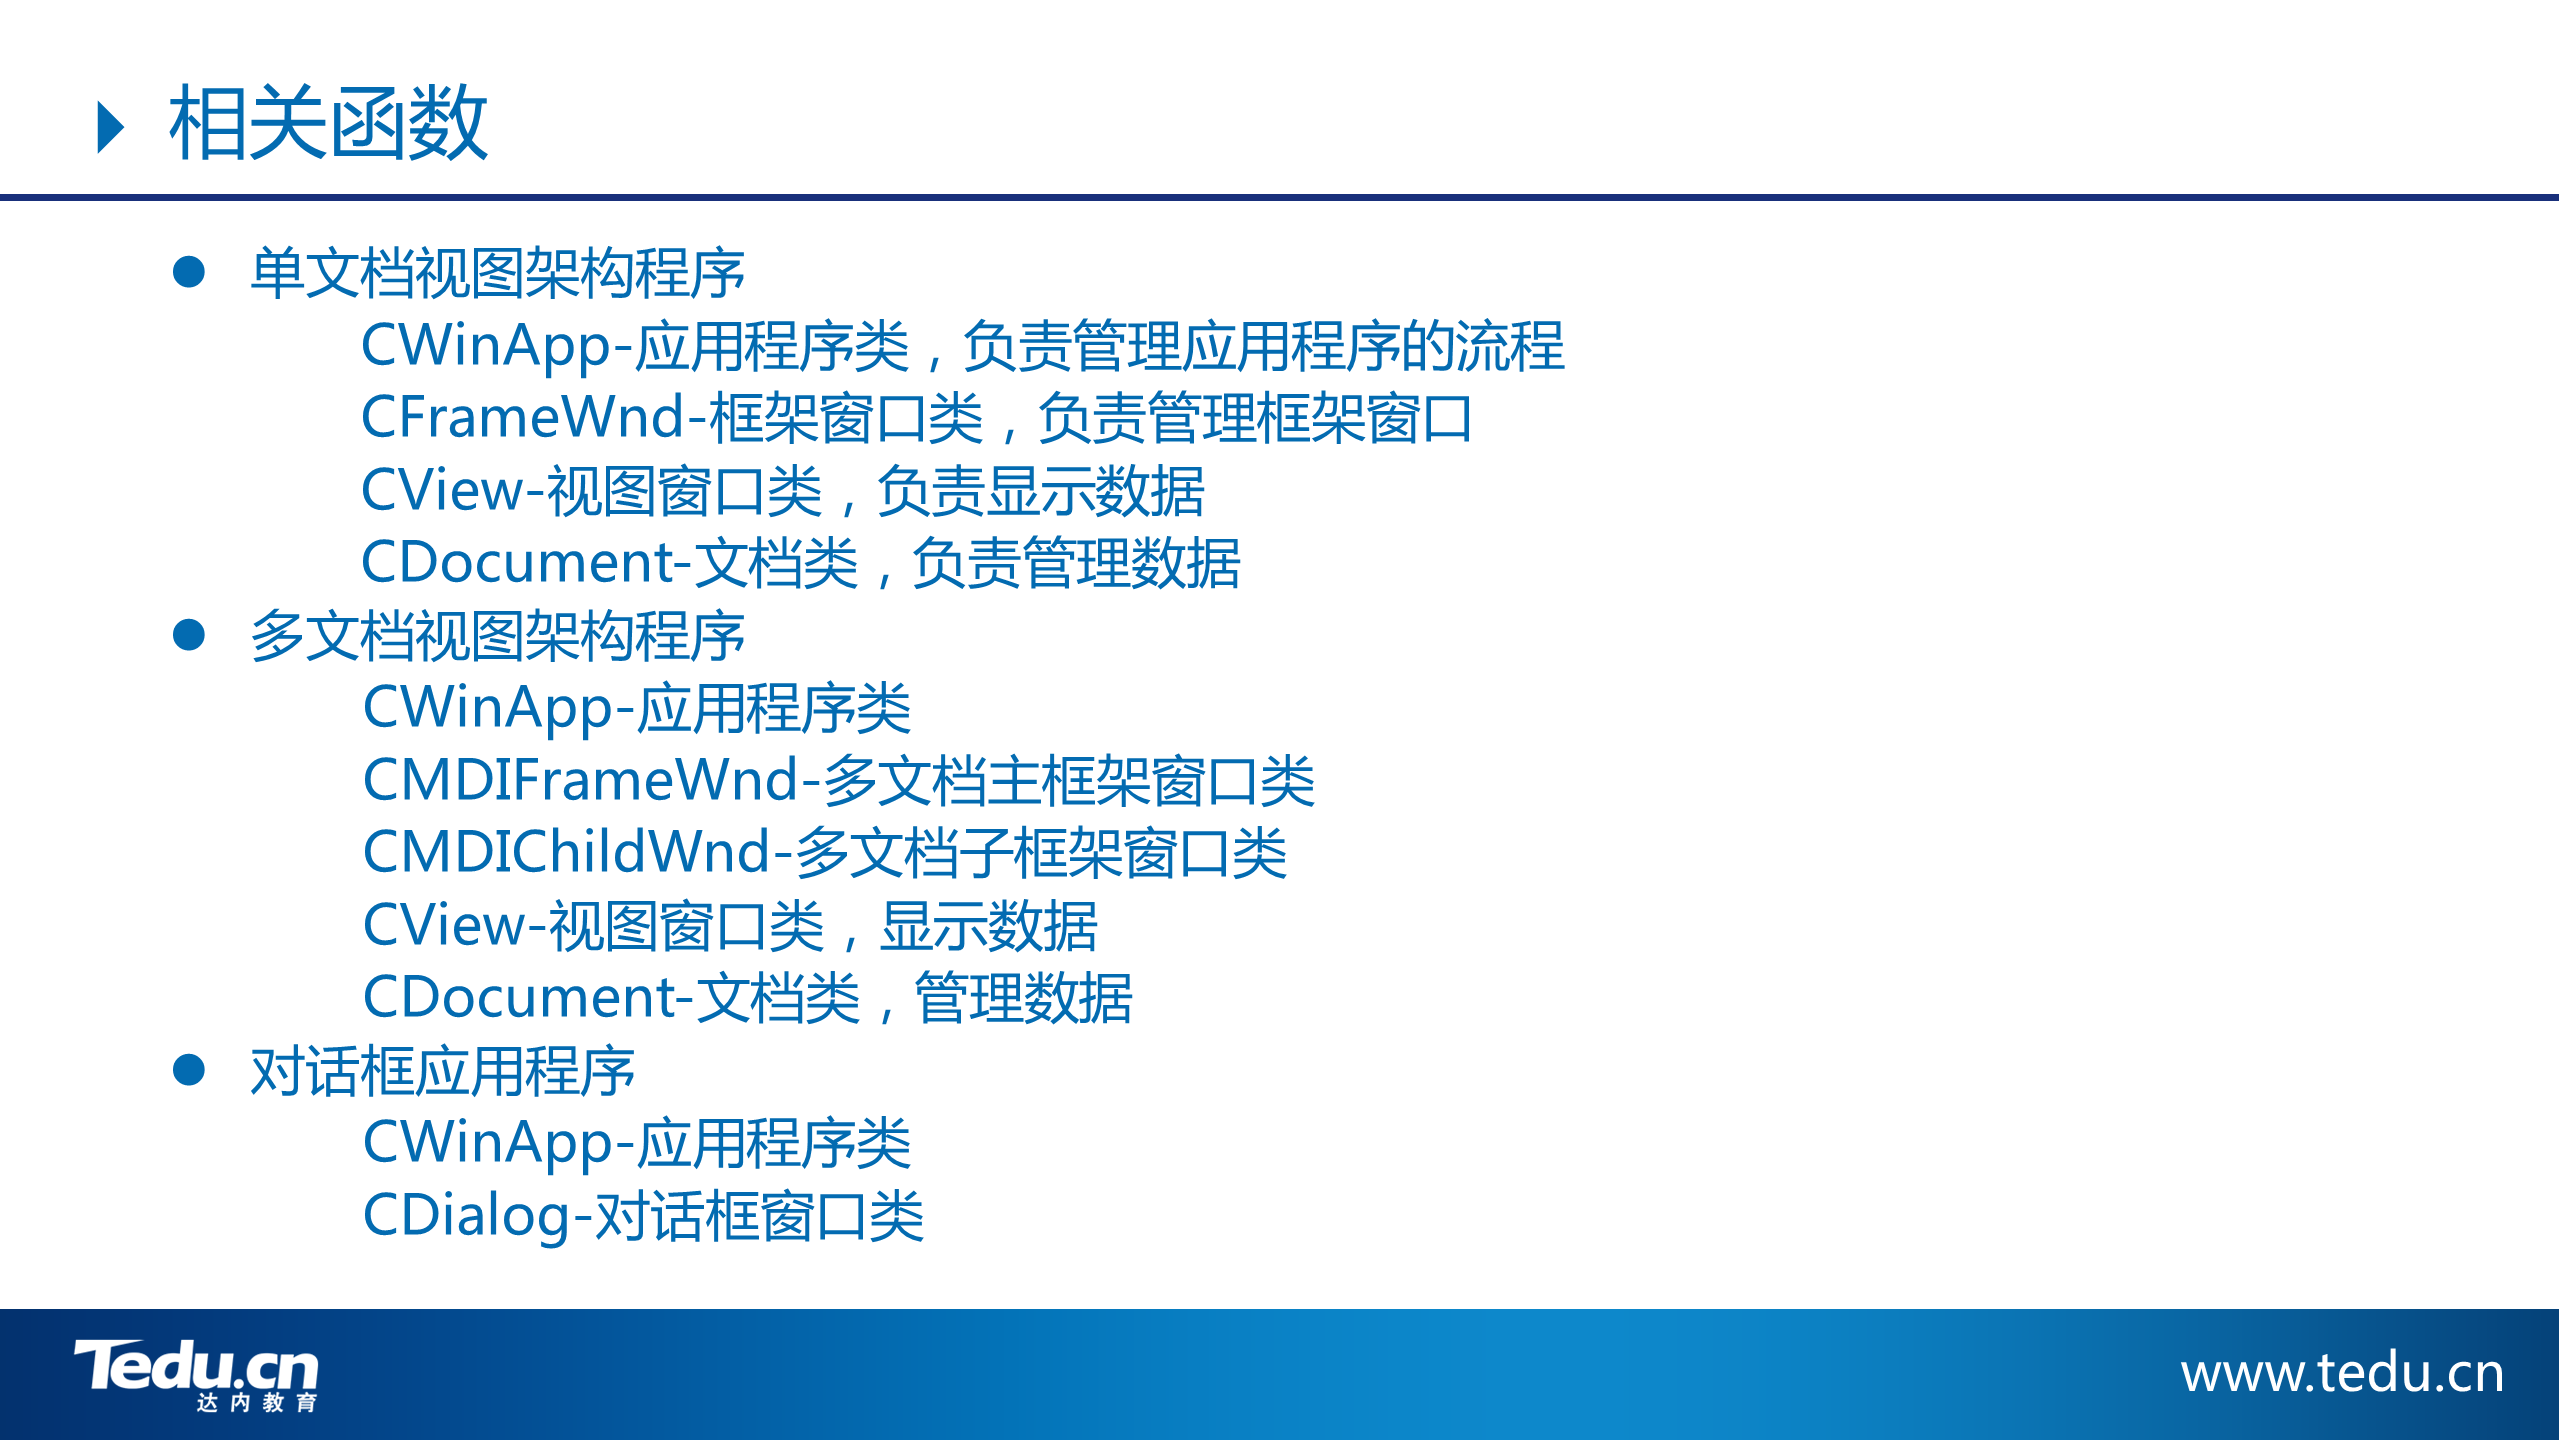 相关函数
单文档视图架构程序
CWinApp-应用程序类，负责管理应用程序的流程
CFrameWnd-框架窗口类，负责管理框架窗口
CView-视图窗口类，负责显示数据
CDocument-文档类，负责管理数据
多文档视图架构程序
CWinApp-应用程序类
CMDIFrameWnd-多文档主框架窗口类
CMDIChildWnd-多文档子框架窗口类
CView-视图窗口类，显示数据
CDocument-文档类，管理数据
对话框应用程序
CWinApp-应用程序类
CDialog-对话框窗口类
Tedu.cn
达内教育
www.tedu.cn